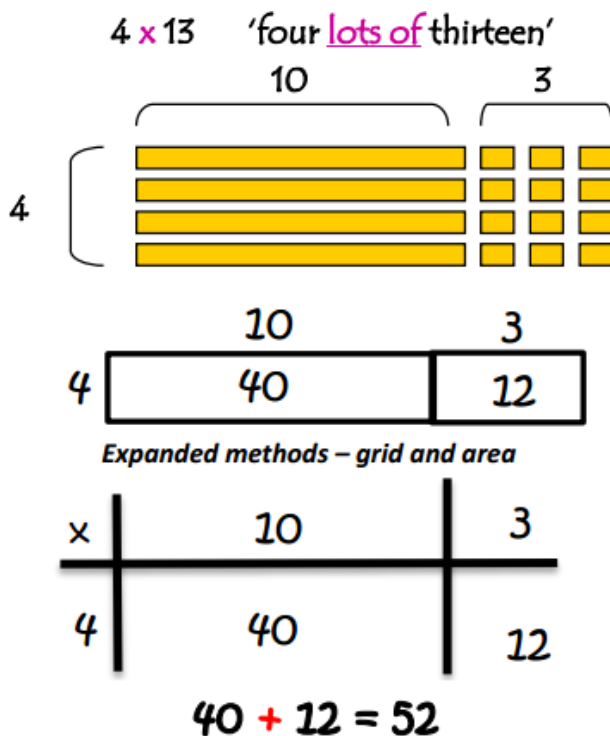 4 x 13 ‘four lots of thirteen’
10 3
4
10 3
4 40 12
Expanded methods – grid and area
x 10 3
4 40 12
40 + 12 = 52